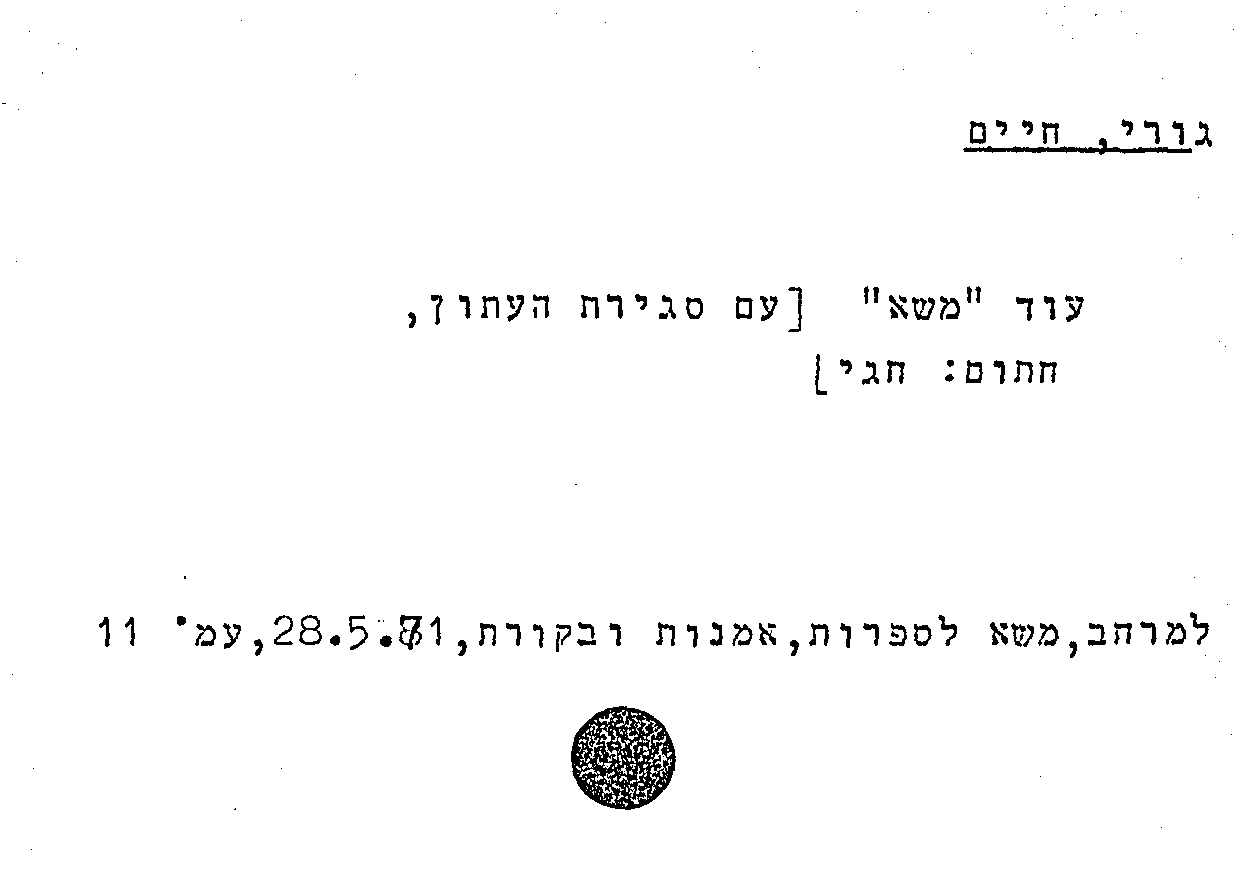 גורי, חיים
עוד "משא" [עם סגירת העתון,
חתום: חגי]
למרחב,משא לספרות,אמנות ובקורת,28.5.71,עמ' 11